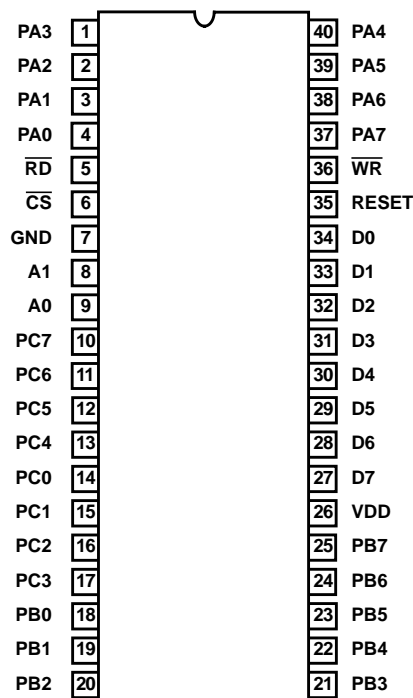 PA3 1 40 PA4
PA2 2 39 PA5
PA1 3 38 PA6
PA0 4 37 PA7
R̅D̅ 5 36 W̅R̅
C̅S̅ 6 35 RESET
GND 7 34 D0
A1 8 33 D1
A0 9 32 D2
PC7 10 31 D3
PC6 11 30 D4
PC5 12 29 D5
PC4 13 28 D6
PC0 14 27 D7
PC1 15 26 VDD
PC2 16 25 PB7
PC3 17 24 PB6
PB0 18 23 PB5
PB1 19 22 PB4
PB2 20 21 PB3